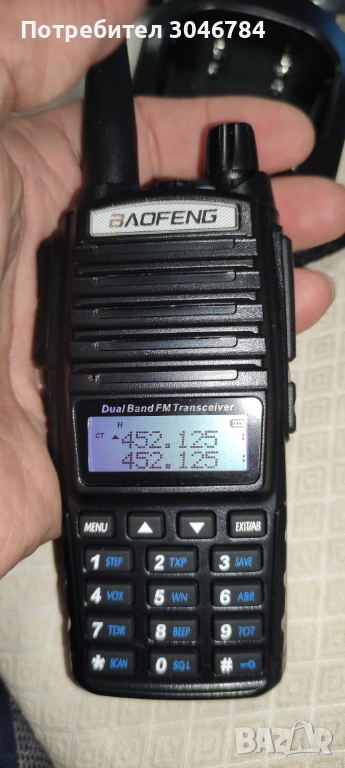 Потребител 3046784
BAOFENG
Dual Band FM Transceiver
H
CT ▲452.125
452.125
MENU ▲ ▼ EXIT/AB
1 STEP 2 TXP 3 SAVE
4 VOX 5 WN 6 ABR
7 TDR 8 BEEP 9 TOT
* SCAN 0 SQL #
BAZAR